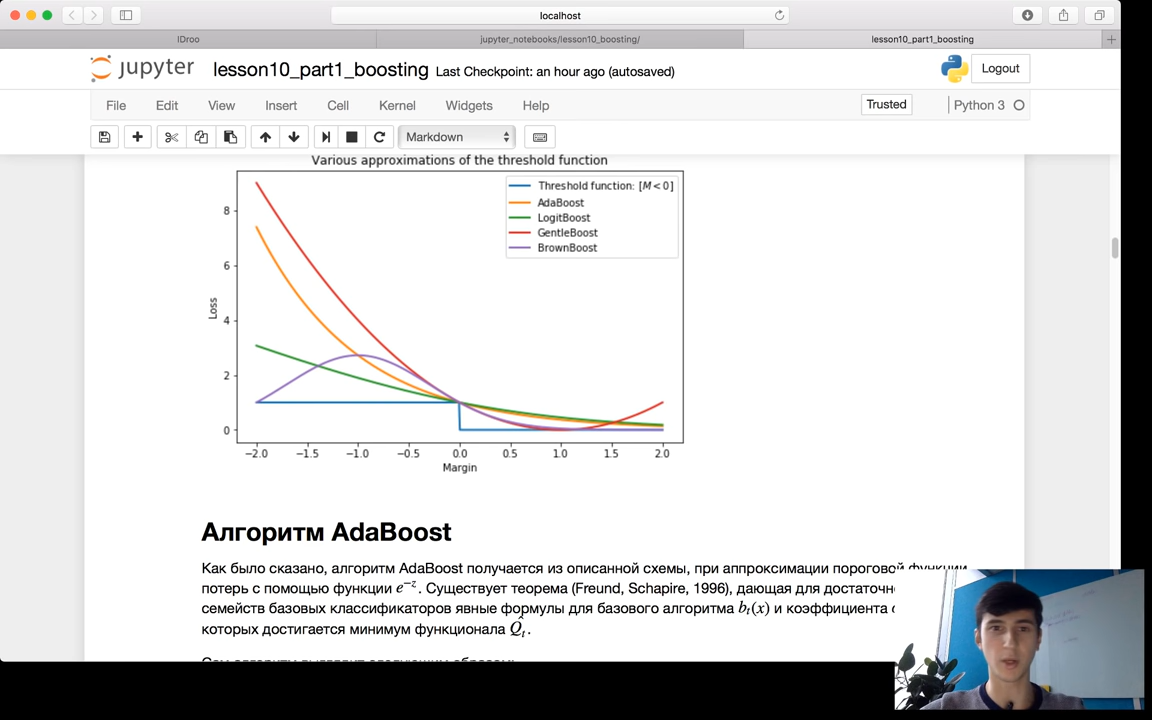 localhost
IDroo
jupyter_notebooks/lesson10_boosting/
lesson10_part1_boosting
jupyter lesson10_part1_boosting Last Checkpoint: an hour ago (autosaved)
Logout
File Edit View Insert Cell Kernel Widgets Help
Trusted
Python 3
Markdown
Various approximations of the threshold function
Threshold function: [M<0]
AdaBoost
LogitBoost
GentleBoost
BrownBoost
8
6
4
2
0
Loss
−2.0 −1.5 −1.0 −0.5 0.0 0.5 1.0 1.5 2.0
Margin
Алгоритм AdaBoost
Как было сказано, алгоритм AdaBoost получается из описанной схемы, при аппроксимации пороговой функции
потерь с помощью функции e^{−z}. Существует теорема (Freund, Schapire, 1996), дающая для достаточн
семейств базовых классификаторов явные формулы для базового алгоритма b_t(x) и коэффициента
которых достигается минимум функционала Q̂_t.